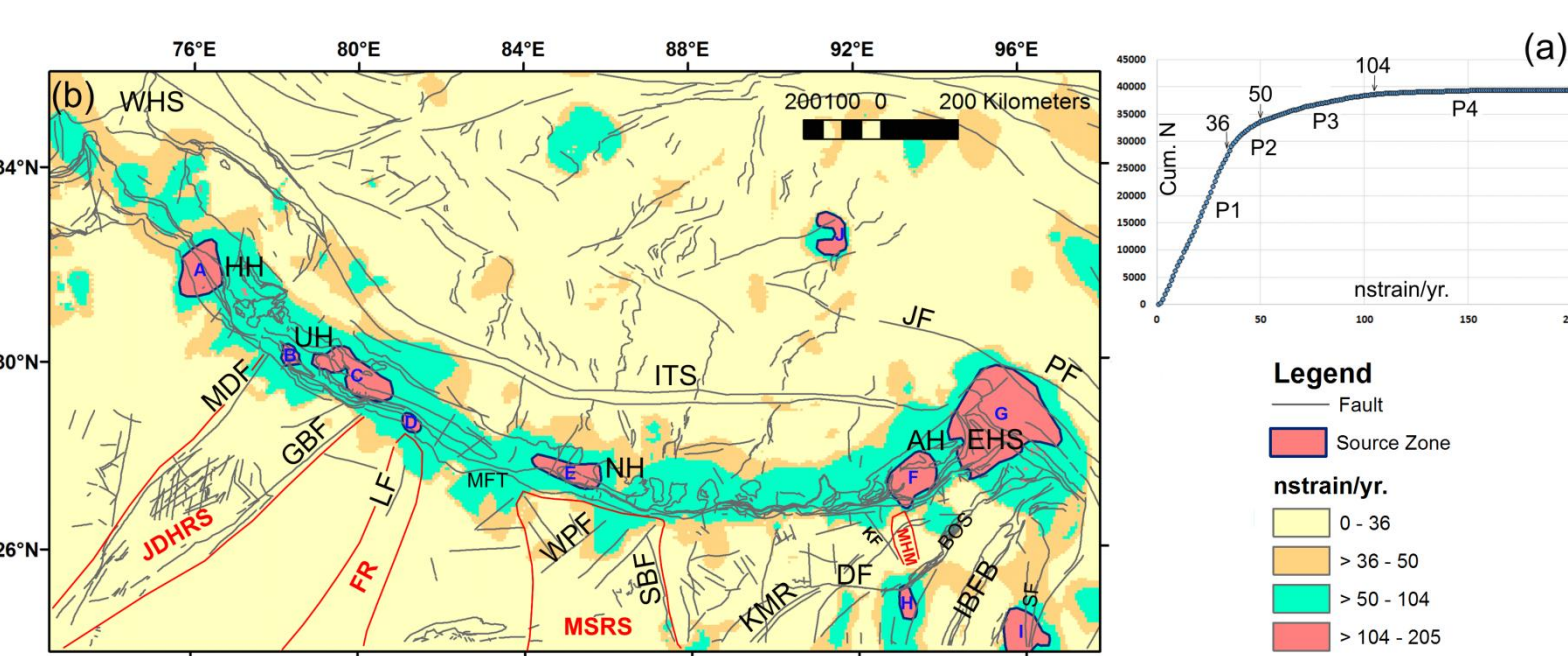 76°E 80°E 84°E 88°E 92°E 96°E
(b)
WHS
200100 0 200 Kilometers
34°N
30°N
26°N
A
HH
J
JF
PF
UH
B
C
ITS
MDF
D
G
GBF
AH
EHS
MFT
E
NH
F
LF
JDHRS
WPF
KF
MHM
BOS
FR
SBF
DF
IBFB
SF
KMR
H
MSRS
I
(a)
45000
40000
35000
30000
25000
20000
15000
10000
5000
0
Cum. N
36
50
104
P1
P2
P3
P4
nstrain/yr.
0 50 100 150 2
Legend
Fault
Source Zone
nstrain/yr.
0 - 36
> 36 - 50
> 50 - 104
> 104 - 205